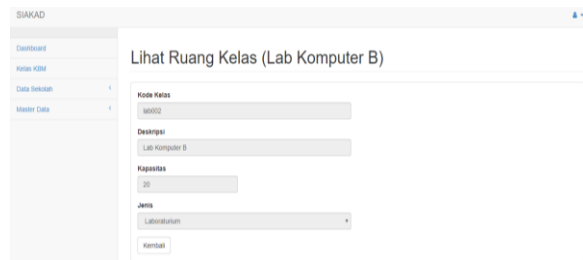 SIAKAD
Dashboard
Kelas KBM
Data Sekolah
Master Data
Lihat Ruang Kelas (Lab Komputer B)
Kode Kelas
lab002
Deskripsi
Lab Komputer B
Kapasitas
20
Jenis
Laboraturium
Kembali